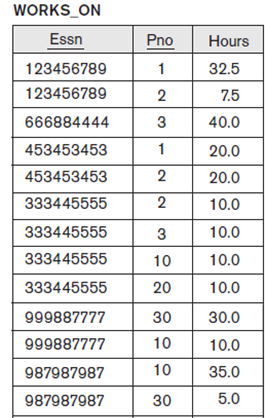 WORKS_ON
Essn Pno Hours
123456789 1 32.5
123456789 2 7.5
666884444 3 40.0
453453453 1 20.0
453453453 2 20.0
333445555 2 10.0
333445555 3 10.0
333445555 10 10.0
333445555 20 10.0
999887777 30 30.0
999887777 10 10.0
987987987 10 35.0
987987987 30 5.0